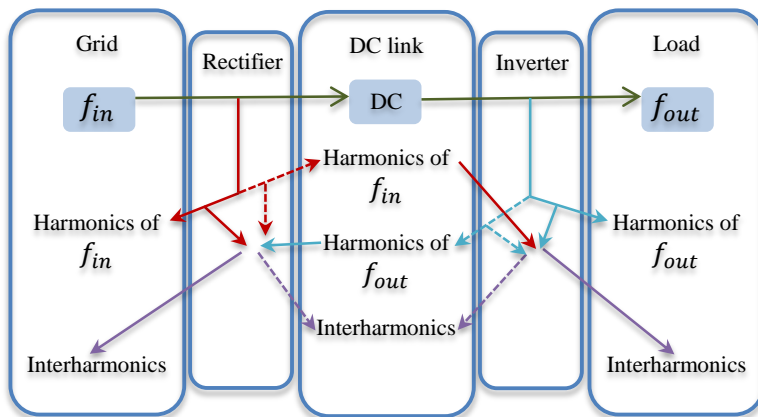 Grid
Rectifier
DC link
Inverter
Load
f_in
DC
f_out
Harmonics of
f_in
Harmonics of
f_in
Harmonics of
f_out
Harmonics of
f_out
Interharmonics
Interharmonics
Interharmonics